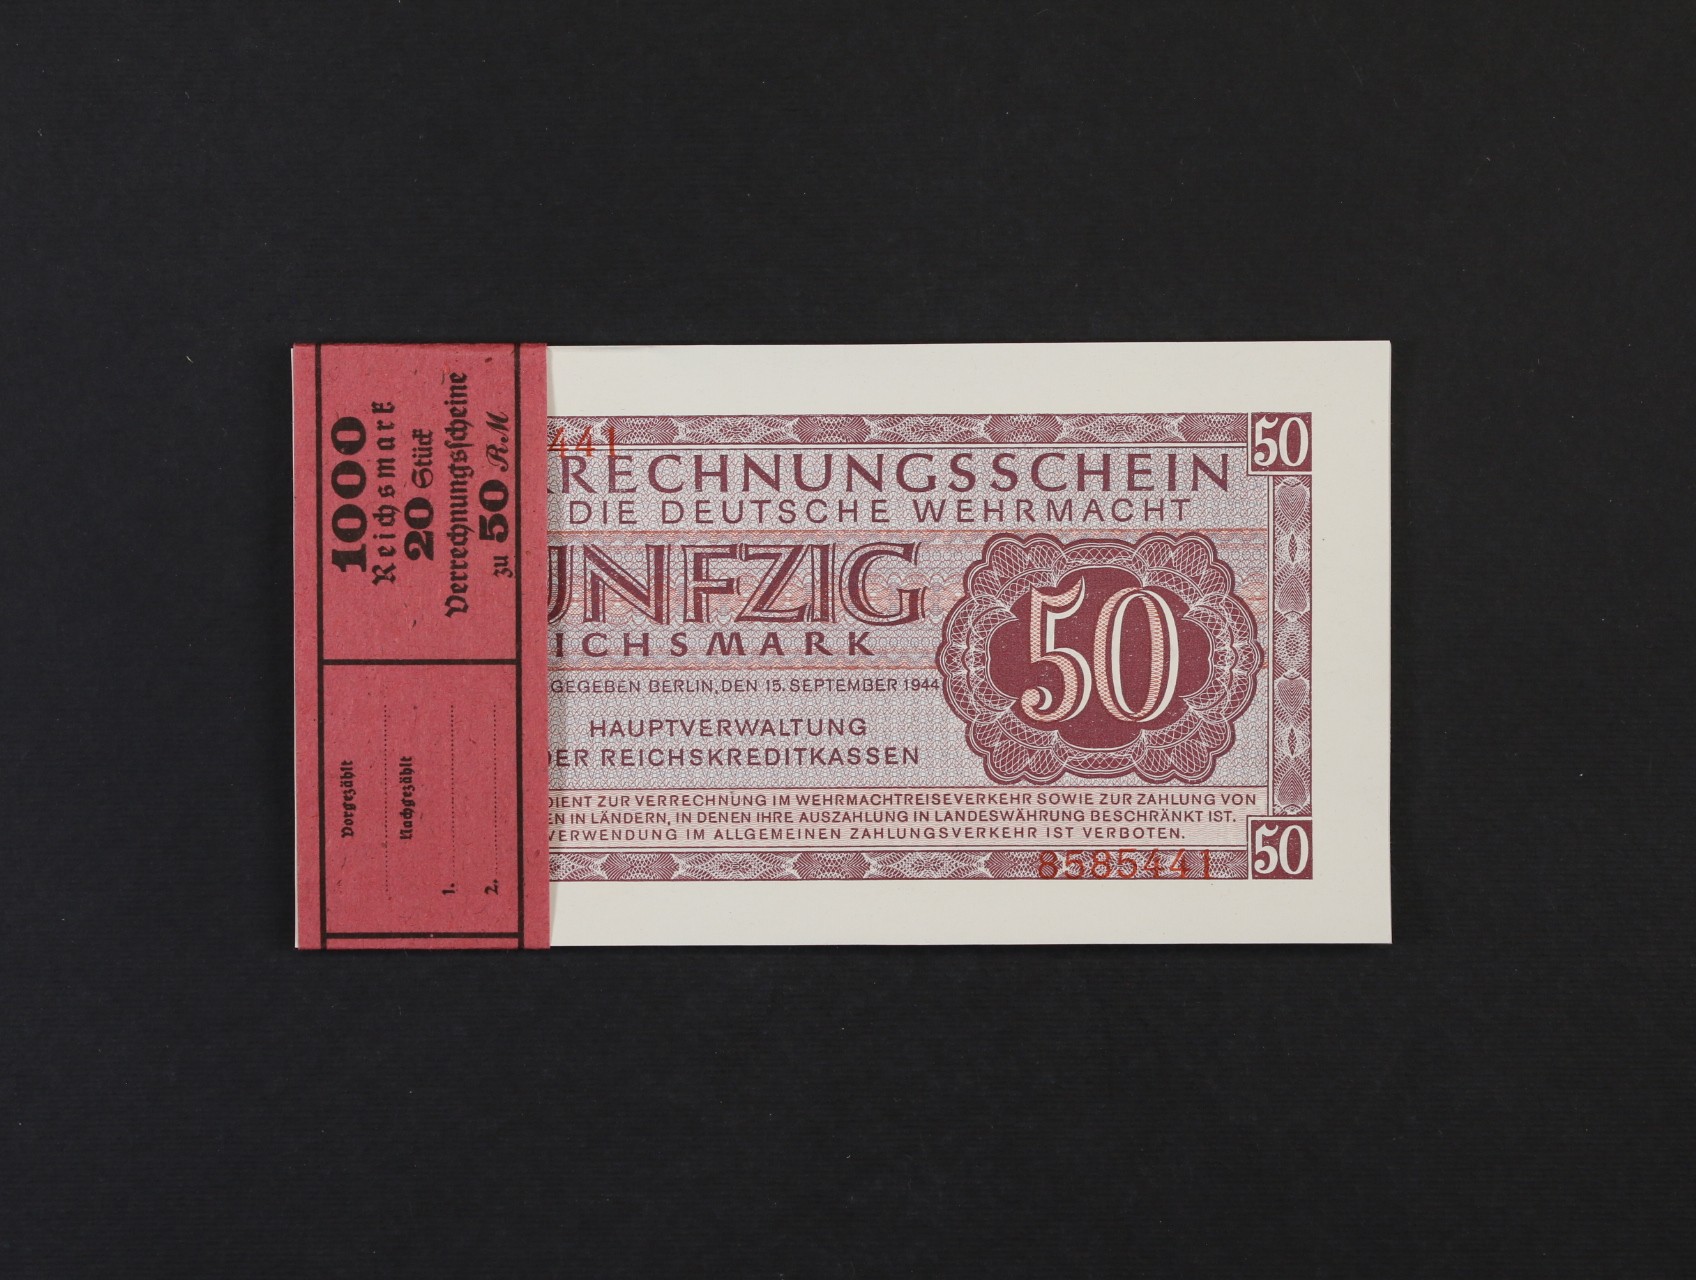 1000
Reichsmark
20 Stück
Verrechnungsscheine
zu 50 R.M
Vorgezählt
Nachgezählt
1.
2.
441
50
RECHNUNGSSCHEIN
DIE DEUTSCHE WEHRMACHT
UNFZIG
ICHSMARK
50
GEGEBEN BERLIN, DEN 15. SEPTEMBER 1944
HAUPTVERWALTUNG
DER REICHSKREDITKASSEN
DIENT ZUR VERRECHNUNG IM WEHRMACHTREISEVERKEHR SOWIE ZUR ZAHLUNG VON
EN IN LÄNDERN, IN DENEN IHRE AUSZAHLUNG IN LANDESWÄHRUNG BESCHRÄNKT IST.
VERWENDUNG IM ALLGEMEINEN ZAHLUNGSVERKEHR IST VERBOTEN.
8585441
50